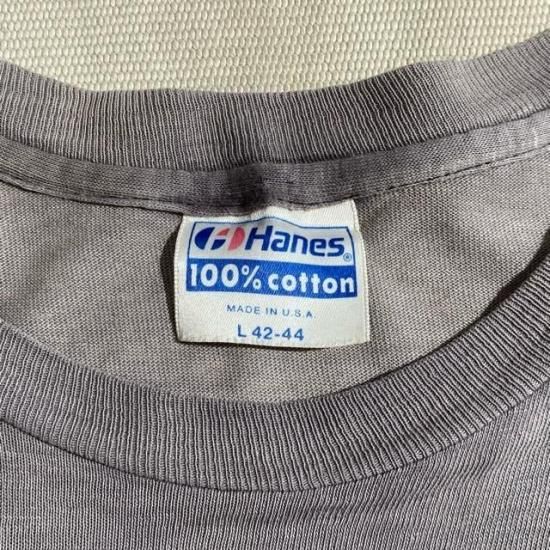 Hanes®
100% cotton
MADE IN U.S.A
L 42-44